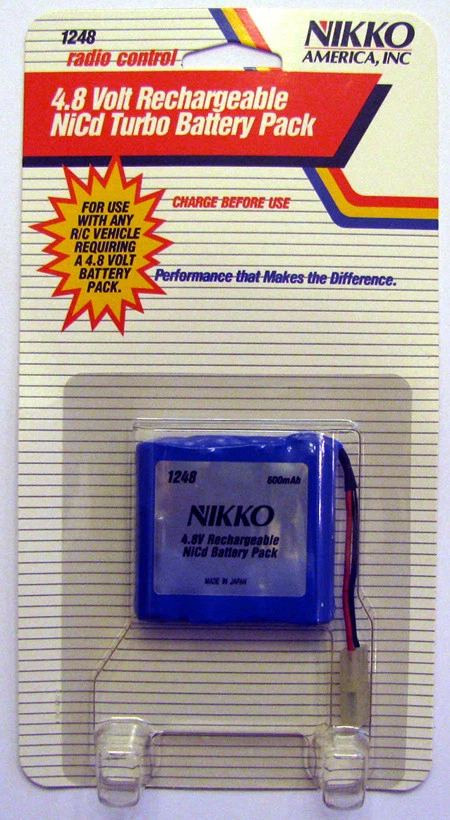 1248
radio control
NIKKO
AMERICA, INC
4.8 Volt Rechargeable
NiCd Turbo Battery Pack
CHARGE BEFORE USE
FOR USE
WITH ANY
R/C VEHICLE
REQUIRING
A 4.8 VOLT
BATTERY
PACK.
Performance that Makes the Difference.
1248
600mAh
NIKKO
4.8V Rechargeable
NiCd Battery Pack
MADE IN JAPAN